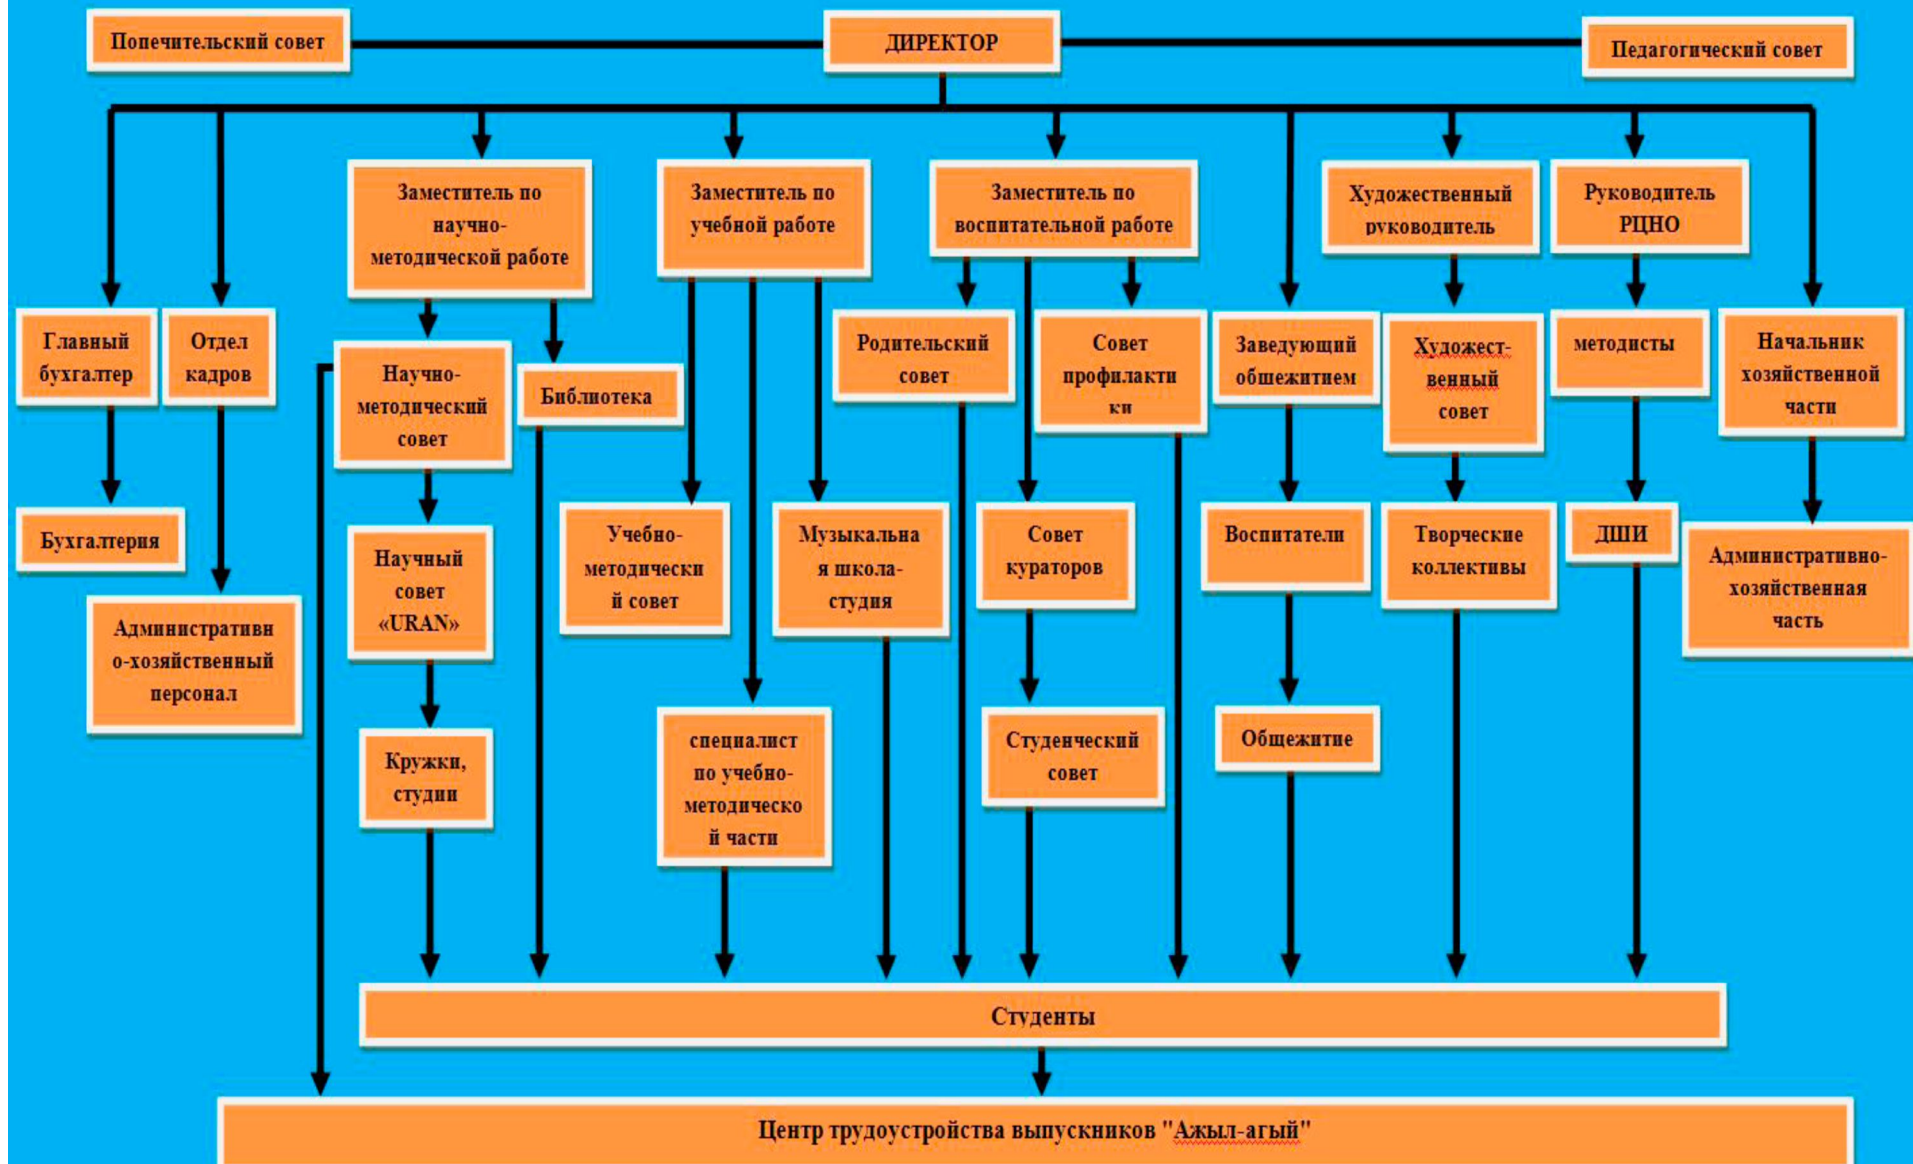 Попечительский совет
ДИРЕКТОР
Педагогический совет
Заместитель по
научно-
методической работе
Заместитель по
учебной работе
Заместитель по
воспитательной работе
Художественный
руководитель
Руководитель
РЦНО
Главный
бухгалтер
Отдел
кадров
Научно-
методический
совет
Библиотека
Родительский
совет
Совет
профилакти
ки
Заведующий
обшежитием
Художест-
венный
совет
методисты
Начальник
хозяйственной
части
Бухгалтерия
Административн
о-хозяйственный
персонал
Научный
совет
«URAN»
Учебно-
методически
й совет
Музыкальна
я школа-
студия
Совет
кураторов
Воспитатели
Творческие
коллективы
ДШИ
Административно-
хозяйственная
часть
Кружки,
студии
специалист
по учебно-
методическо
й части
Студенческий
совет
Общежитие
Студенты
Центр трудоустройства выпускников "Ажыл-агый"